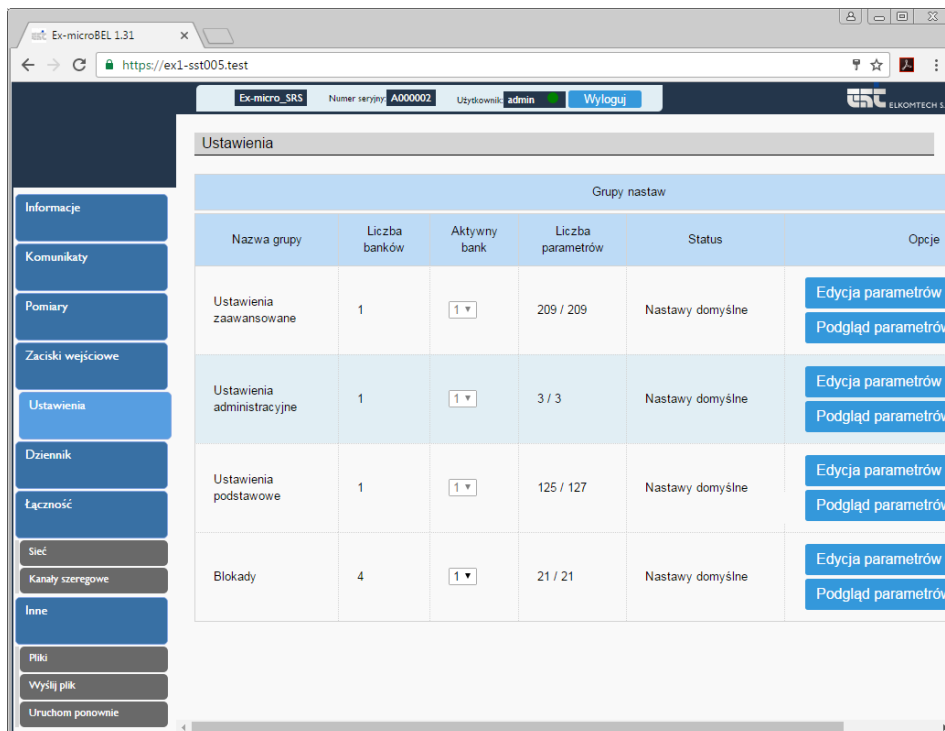 Ex-microBEL 1.31
https://ex1-sst005.test
Ex-micro_SRS Numer seryjny: A000002 Użytkownik: admin Wyloguj
ELKOMTECH S.
Ustawienia
Informacje
Komunikaty
Pomiary
Zaciski wejściowe
Ustawienia
Dziennik
Łączność
Sieć
Kanały szeregowe
Inne
Pliki
Wyślij plik
Uruchom ponownie
Grupy nastaw
Nazwa grupy Liczba banków Aktywny bank Liczba parametrów Status Opcje
Ustawienia zaawansowane 1 1 209 / 209 Nastawy domyślne Edycja parametrów
Podgląd parametrów
Ustawienia administracyjne 1 1 3 / 3 Nastawy domyślne Edycja parametrów
Podgląd parametrów
Ustawienia podstawowe 1 1 125 / 127 Nastawy domyślne Edycja parametrów
Podgląd parametrów
Blokady 4 1 21 / 21 Nastawy domyślne Edycja parametrów
Podgląd parametrów